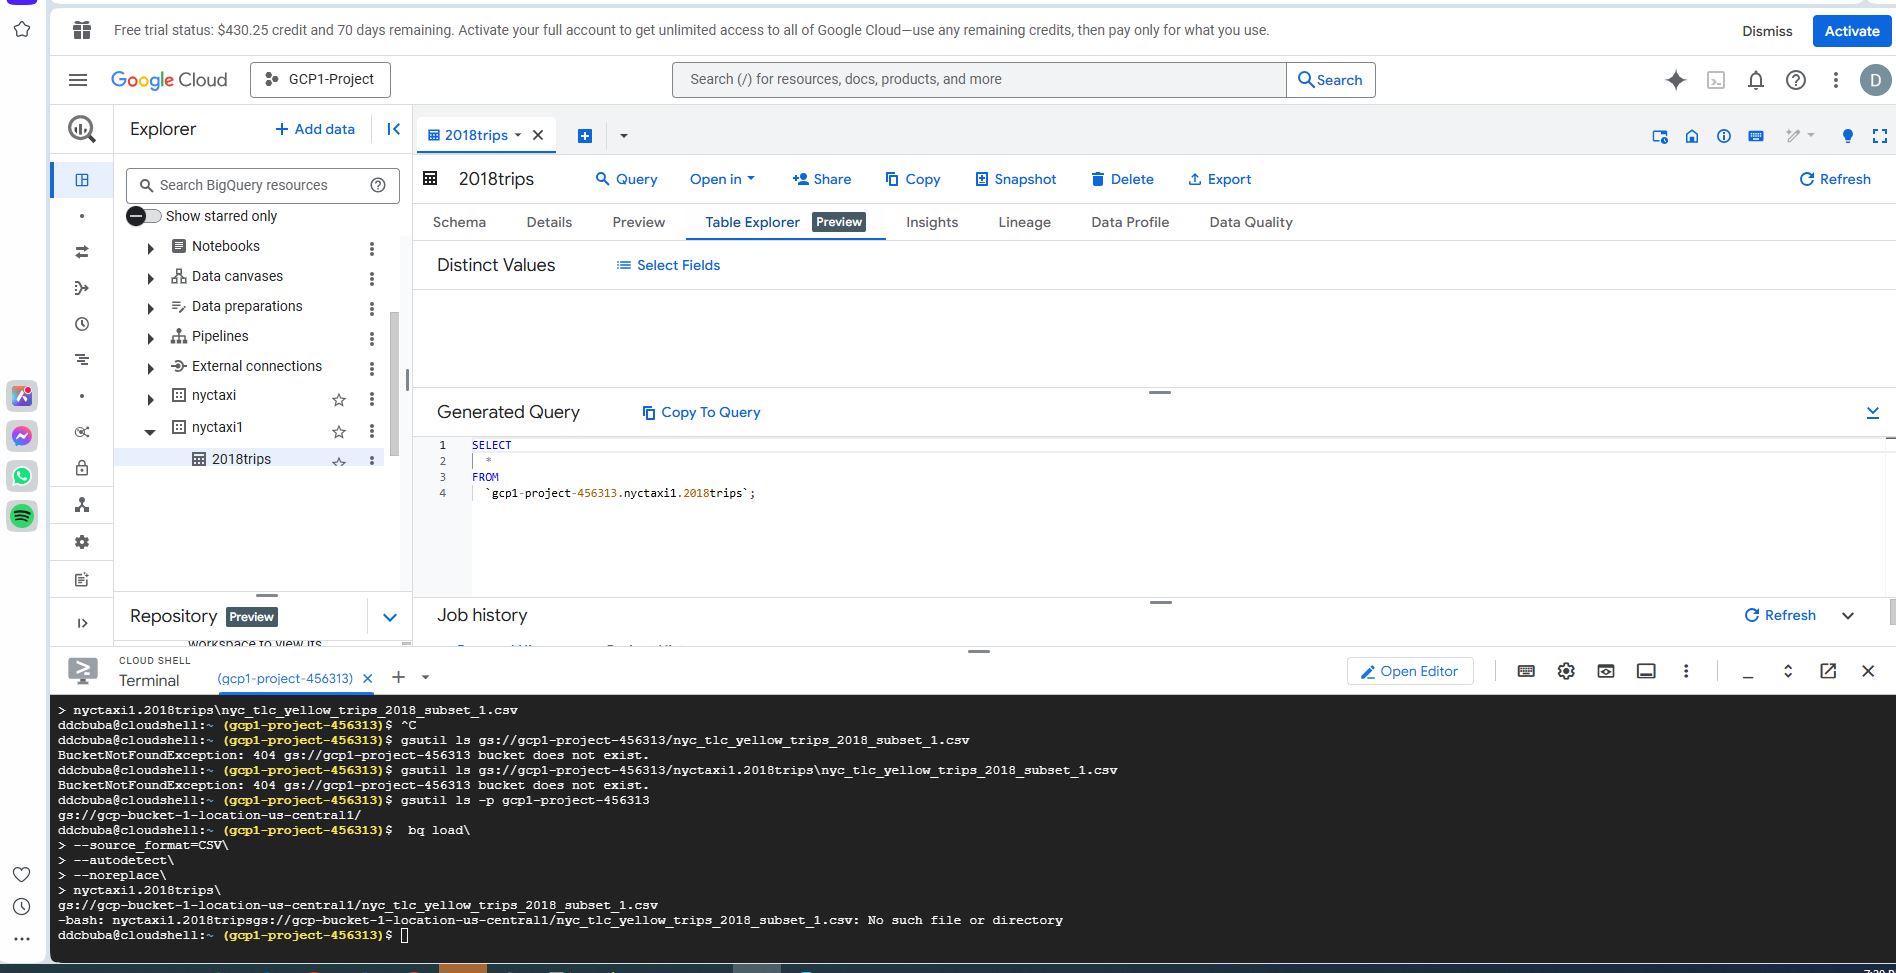 Free trial status: $430.25 credit and 70 days remaining. Activate your full account to get unlimited access to all of Google Cloud—use any remaining credits, then pay only for what you use.
Dismiss
Activate
Google Cloud
GCP1-Project
Search (/) for resources, docs, products, and more
Search
D
Explorer
+ Add data
Search BigQuery resources
Show starred only
Notebooks
Data canvases
Data preparations
Pipelines
External connections
nyctaxi
nyctaxi1
2018trips
Repository Preview
workspace to view its
2018trips
2018trips
Query
Open in
Share
Copy
Snapshot
Delete
Export
Refresh
Schema
Details
Preview
Table Explorer Preview
Insights
Lineage
Data Profile
Data Quality
Distinct Values
Select Fields
Generated Query
Copy To Query
1 SELECT
2 *
3 FROM
4 `gcp1-project-456313.nyctaxi1.2018trips`;
Job history
Refresh
CLOUD SHELL
Terminal
(gcp1-project-456313)
Open Editor
> nyctaxi1.2018trips\nyc_tlc_yellow_trips_2018_subset_1.csv
ddcbuba@cloudshell:~ (gcp1-project-456313)$ ^C
ddcbuba@cloudshell:~ (gcp1-project-456313)$ gsutil ls gs://gcp1-project-456313/nyc_tlc_yellow_trips_2018_subset_1.csv
BucketNotFoundException: 404 gs://gcp1-project-456313 bucket does not exist.
ddcbuba@cloudshell:~ (gcp1-project-456313)$ gsutil ls gs://gcp1-project-456313/nyctaxi1.2018trips\nyc_tlc_yellow_trips_2018_subset_1.csv
BucketNotFoundException: 404 gs://gcp1-project-456313 bucket does not exist.
ddcbuba@cloudshell:~ (gcp1-project-456313)$ gsutil ls -p gcp1-project-456313
gs://gcp-bucket-1-location-us-central1/
ddcbuba@cloudshell:~ (gcp1-project-456313)$  bq load\
> --source_format=CSV\
> --autodetect\
> --noreplace\
> nyctaxi1.2018trips\
gs://gcp-bucket-1-location-us-central1/nyc_tlc_yellow_trips_2018_subset_1.csv
-bash: nyctaxi1.2018tripsgs://gcp-bucket-1-location-us-central1/nyc_tlc_yellow_trips_2018_subset_1.csv: No such file or directory
ddcbuba@cloudshell:~ (gcp1-project-456313)$